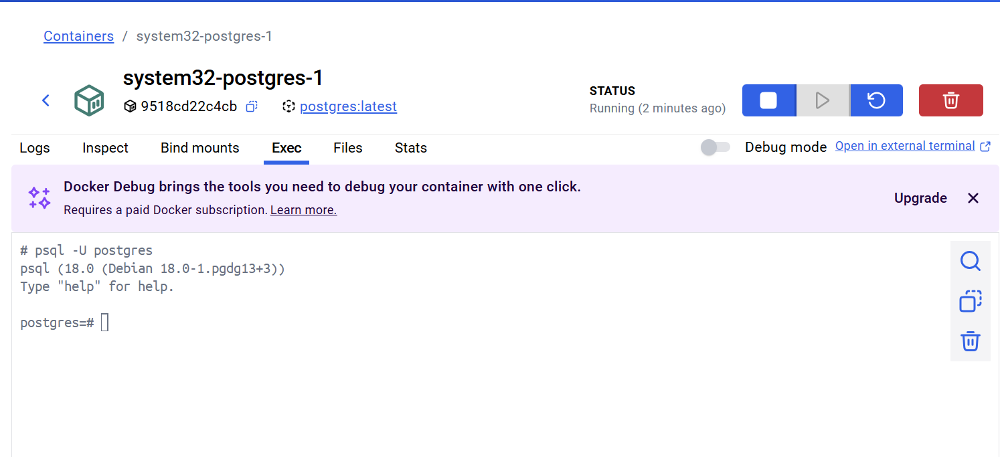 Containers / system32-postgres-1
system32-postgres-1
9518cd22c4cb postgres:latest
STATUS
Running (2 minutes ago)
Logs Inspect Bind mounts Exec Files Stats Debug mode Open in external terminal
Docker Debug brings the tools you need to debug your container with one click.
Requires a paid Docker subscription. Learn more.
Upgrade
# psql -U postgres
psql (18.0 (Debian 18.0-1.pgdg13+3))
Type "help" for help.
postgres=#